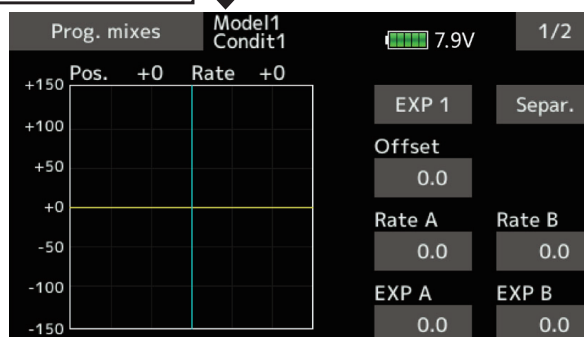 Prog. mixes Model1 7.9V 1/2
Condit1
Pos. +0 Rate +0
+150
+100
+50
+0
-50
-100
-150
EXP 1 Separ.
Offset
0.0
Rate A Rate B
0.0 0.0
EXP A EXP B
0.0 0.0